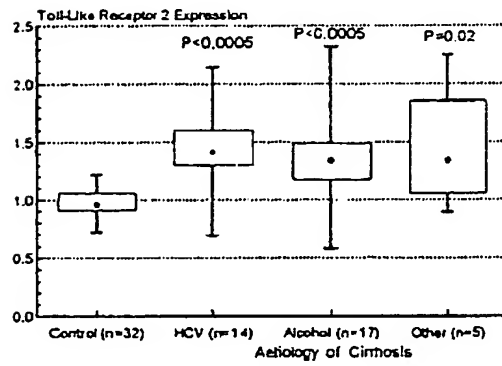 Toll-Like Receptor 2 Expression
2.5
P<0.0005
P<0.0005
P=0.02
2.0
1.5
1.0
0.5
0.0
Control (n=32) HCV (n=14) Alcohol (n=17) Other (n=5)
Aetiology of Cirrhosis